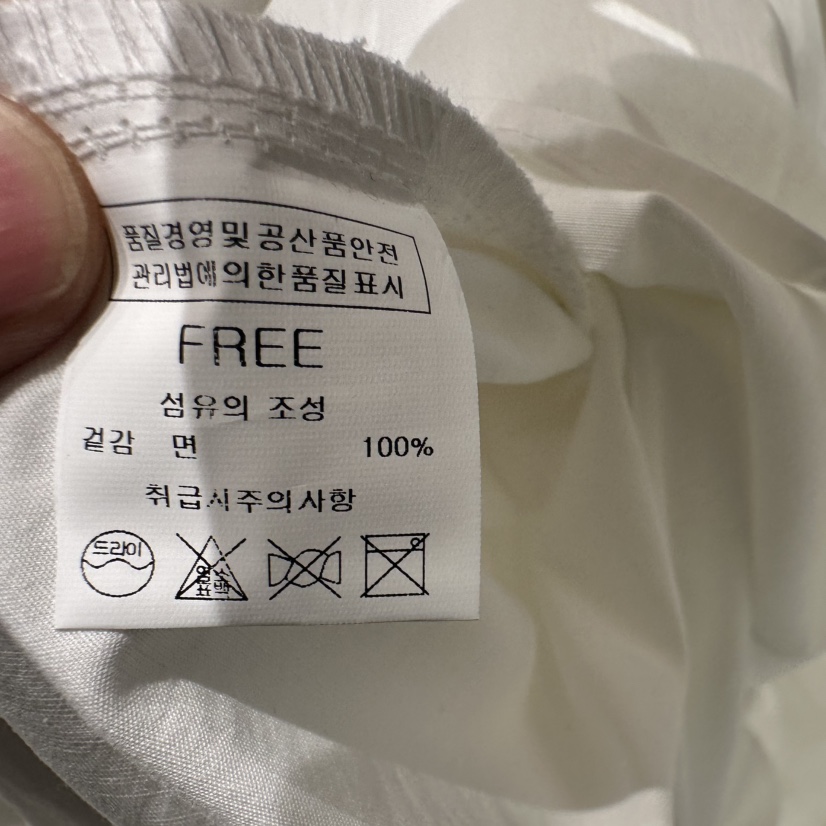 품질경영및공산품안전
관리법에의한품질표시
FREE
섬유의 조성
겉감 면 100%
취급시주의사항
드라이
염소
표백